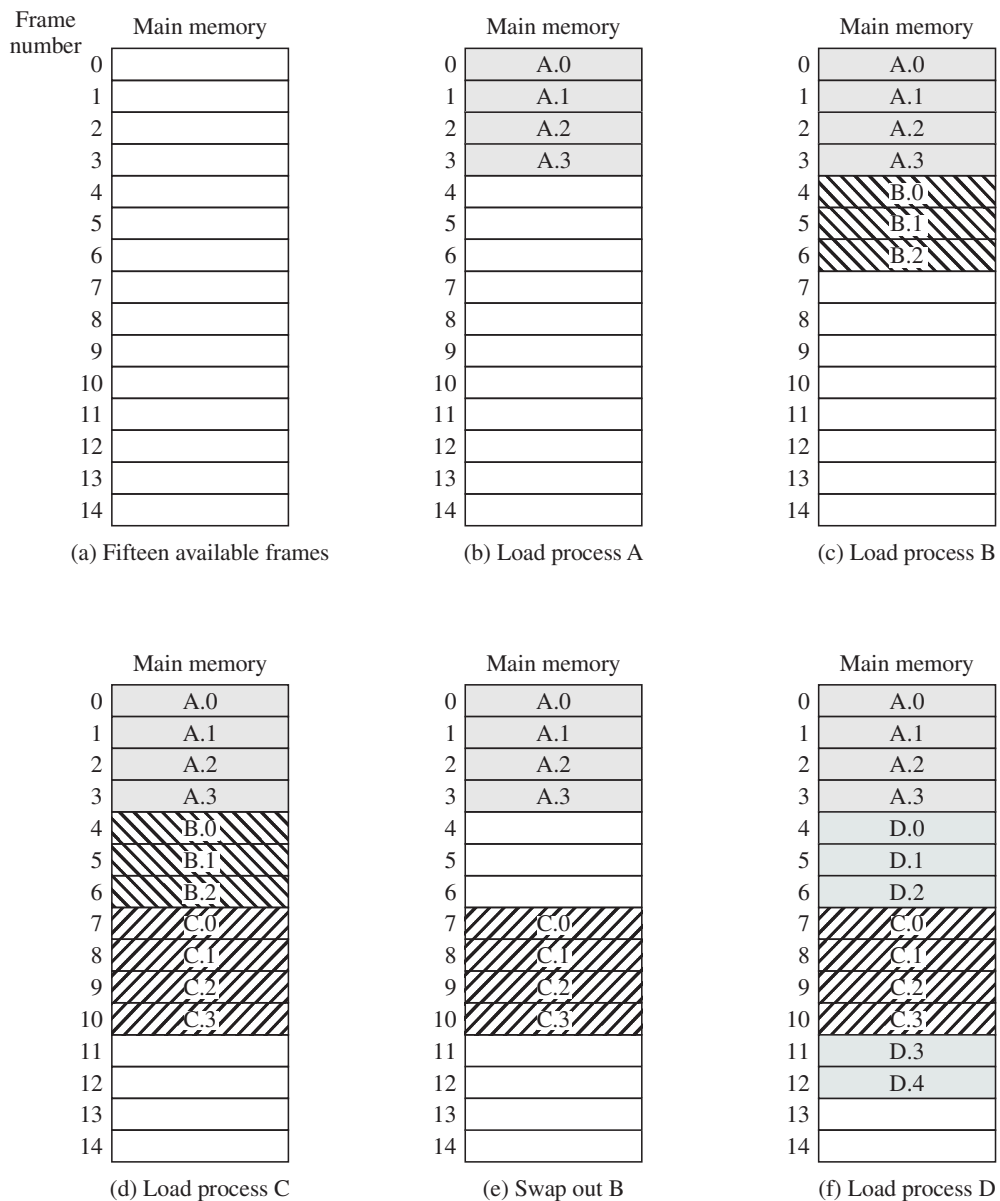 Frame
number
Main memory
Main memory
Main memory
0
0 A.0
0 A.0
1
1 A.1
1 A.1
2
2 A.2
2 A.2
3
3 A.3
3 A.3
4
4
4 B.0
5
5
5 B.1
6
6
6 B.2
7
7
7
8
8
8
9
9
9
10
10
10
11
11
11
12
12
12
13
13
13
14
14
14
(a) Fifteen available frames
(b) Load process A
(c) Load process B
Main memory
Main memory
Main memory
0 A.0
0 A.0
0 A.0
1 A.1
1 A.1
1 A.1
2 A.2
2 A.2
2 A.2
3 A.3
3 A.3
3 A.3
4 B.0
4
4 D.0
5 B.1
5
5 D.1
6 B.2
6
6 D.2
7 C.0
7 C.0
7 C.0
8 C.1
8 C.1
8 C.1
9 C.2
9 C.2
9 C.2
10 C.3
10 C.3
10 C.3
11
11
11 D.3
12
12
12 D.4
13
13
13
14
14
14
(d) Load process C
(e) Swap out B
(f) Load process D